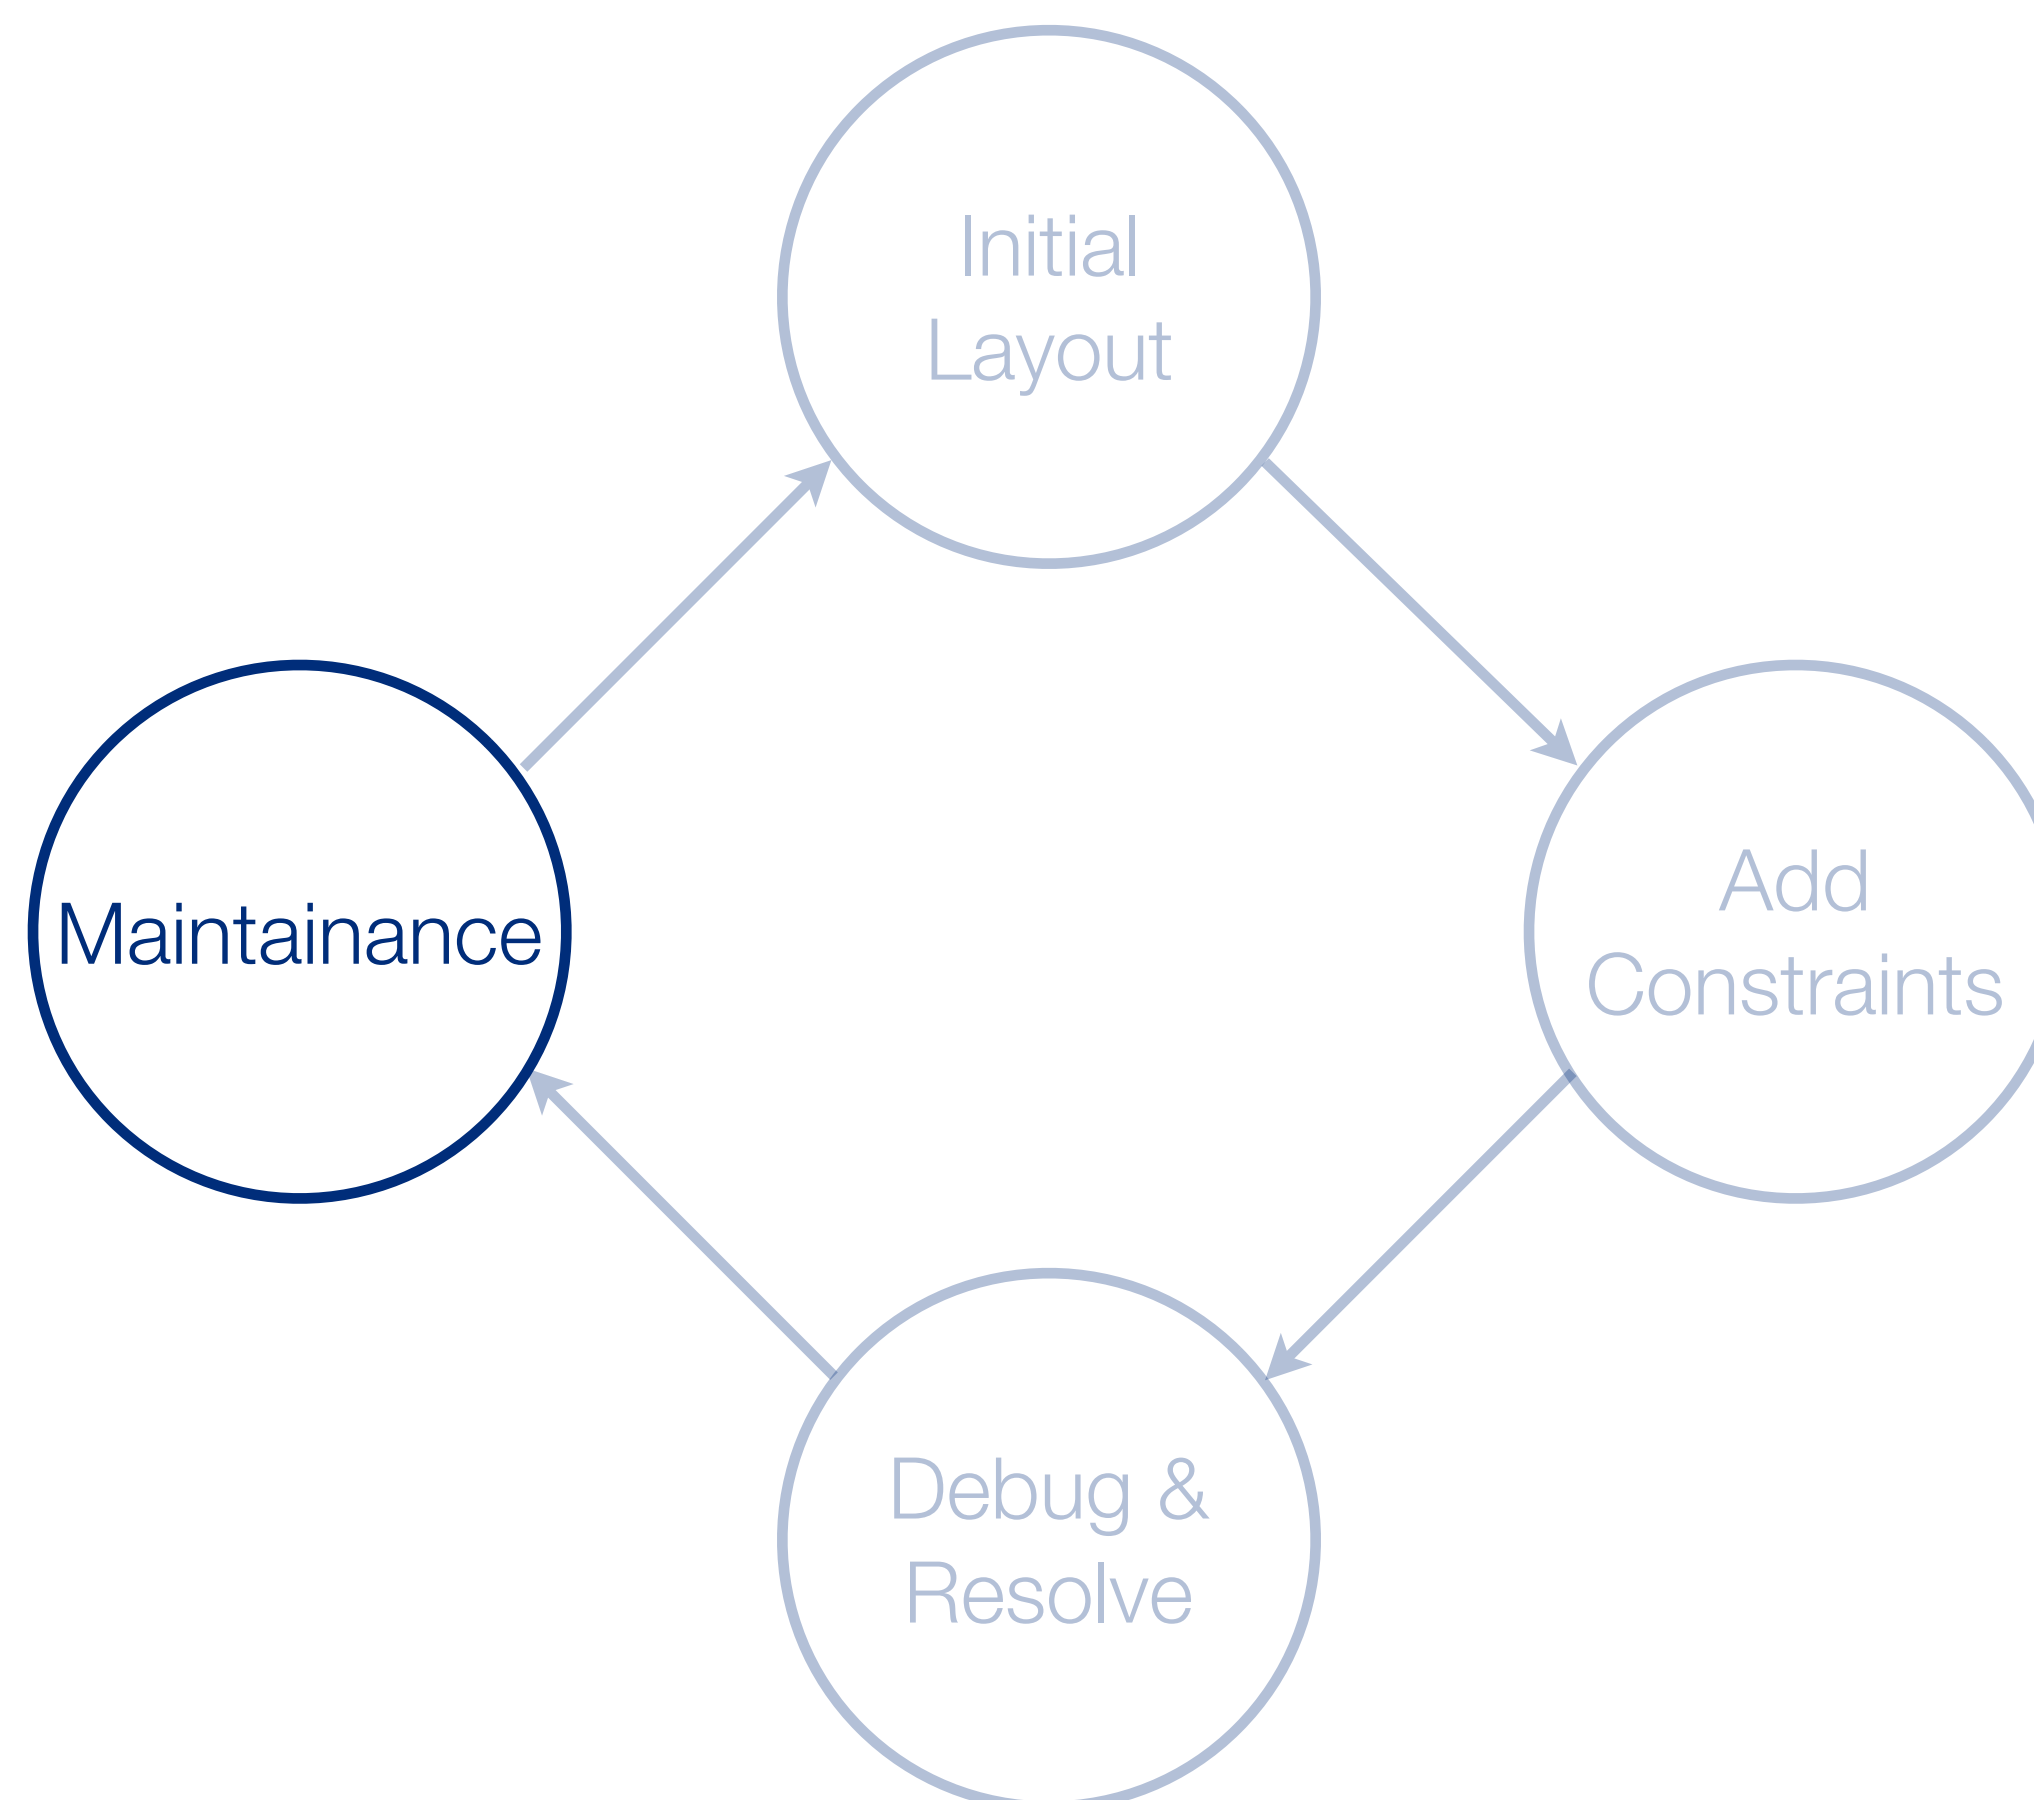 Initial
Layout
Maintainance
Add
Constraints
Debug &
Resolve